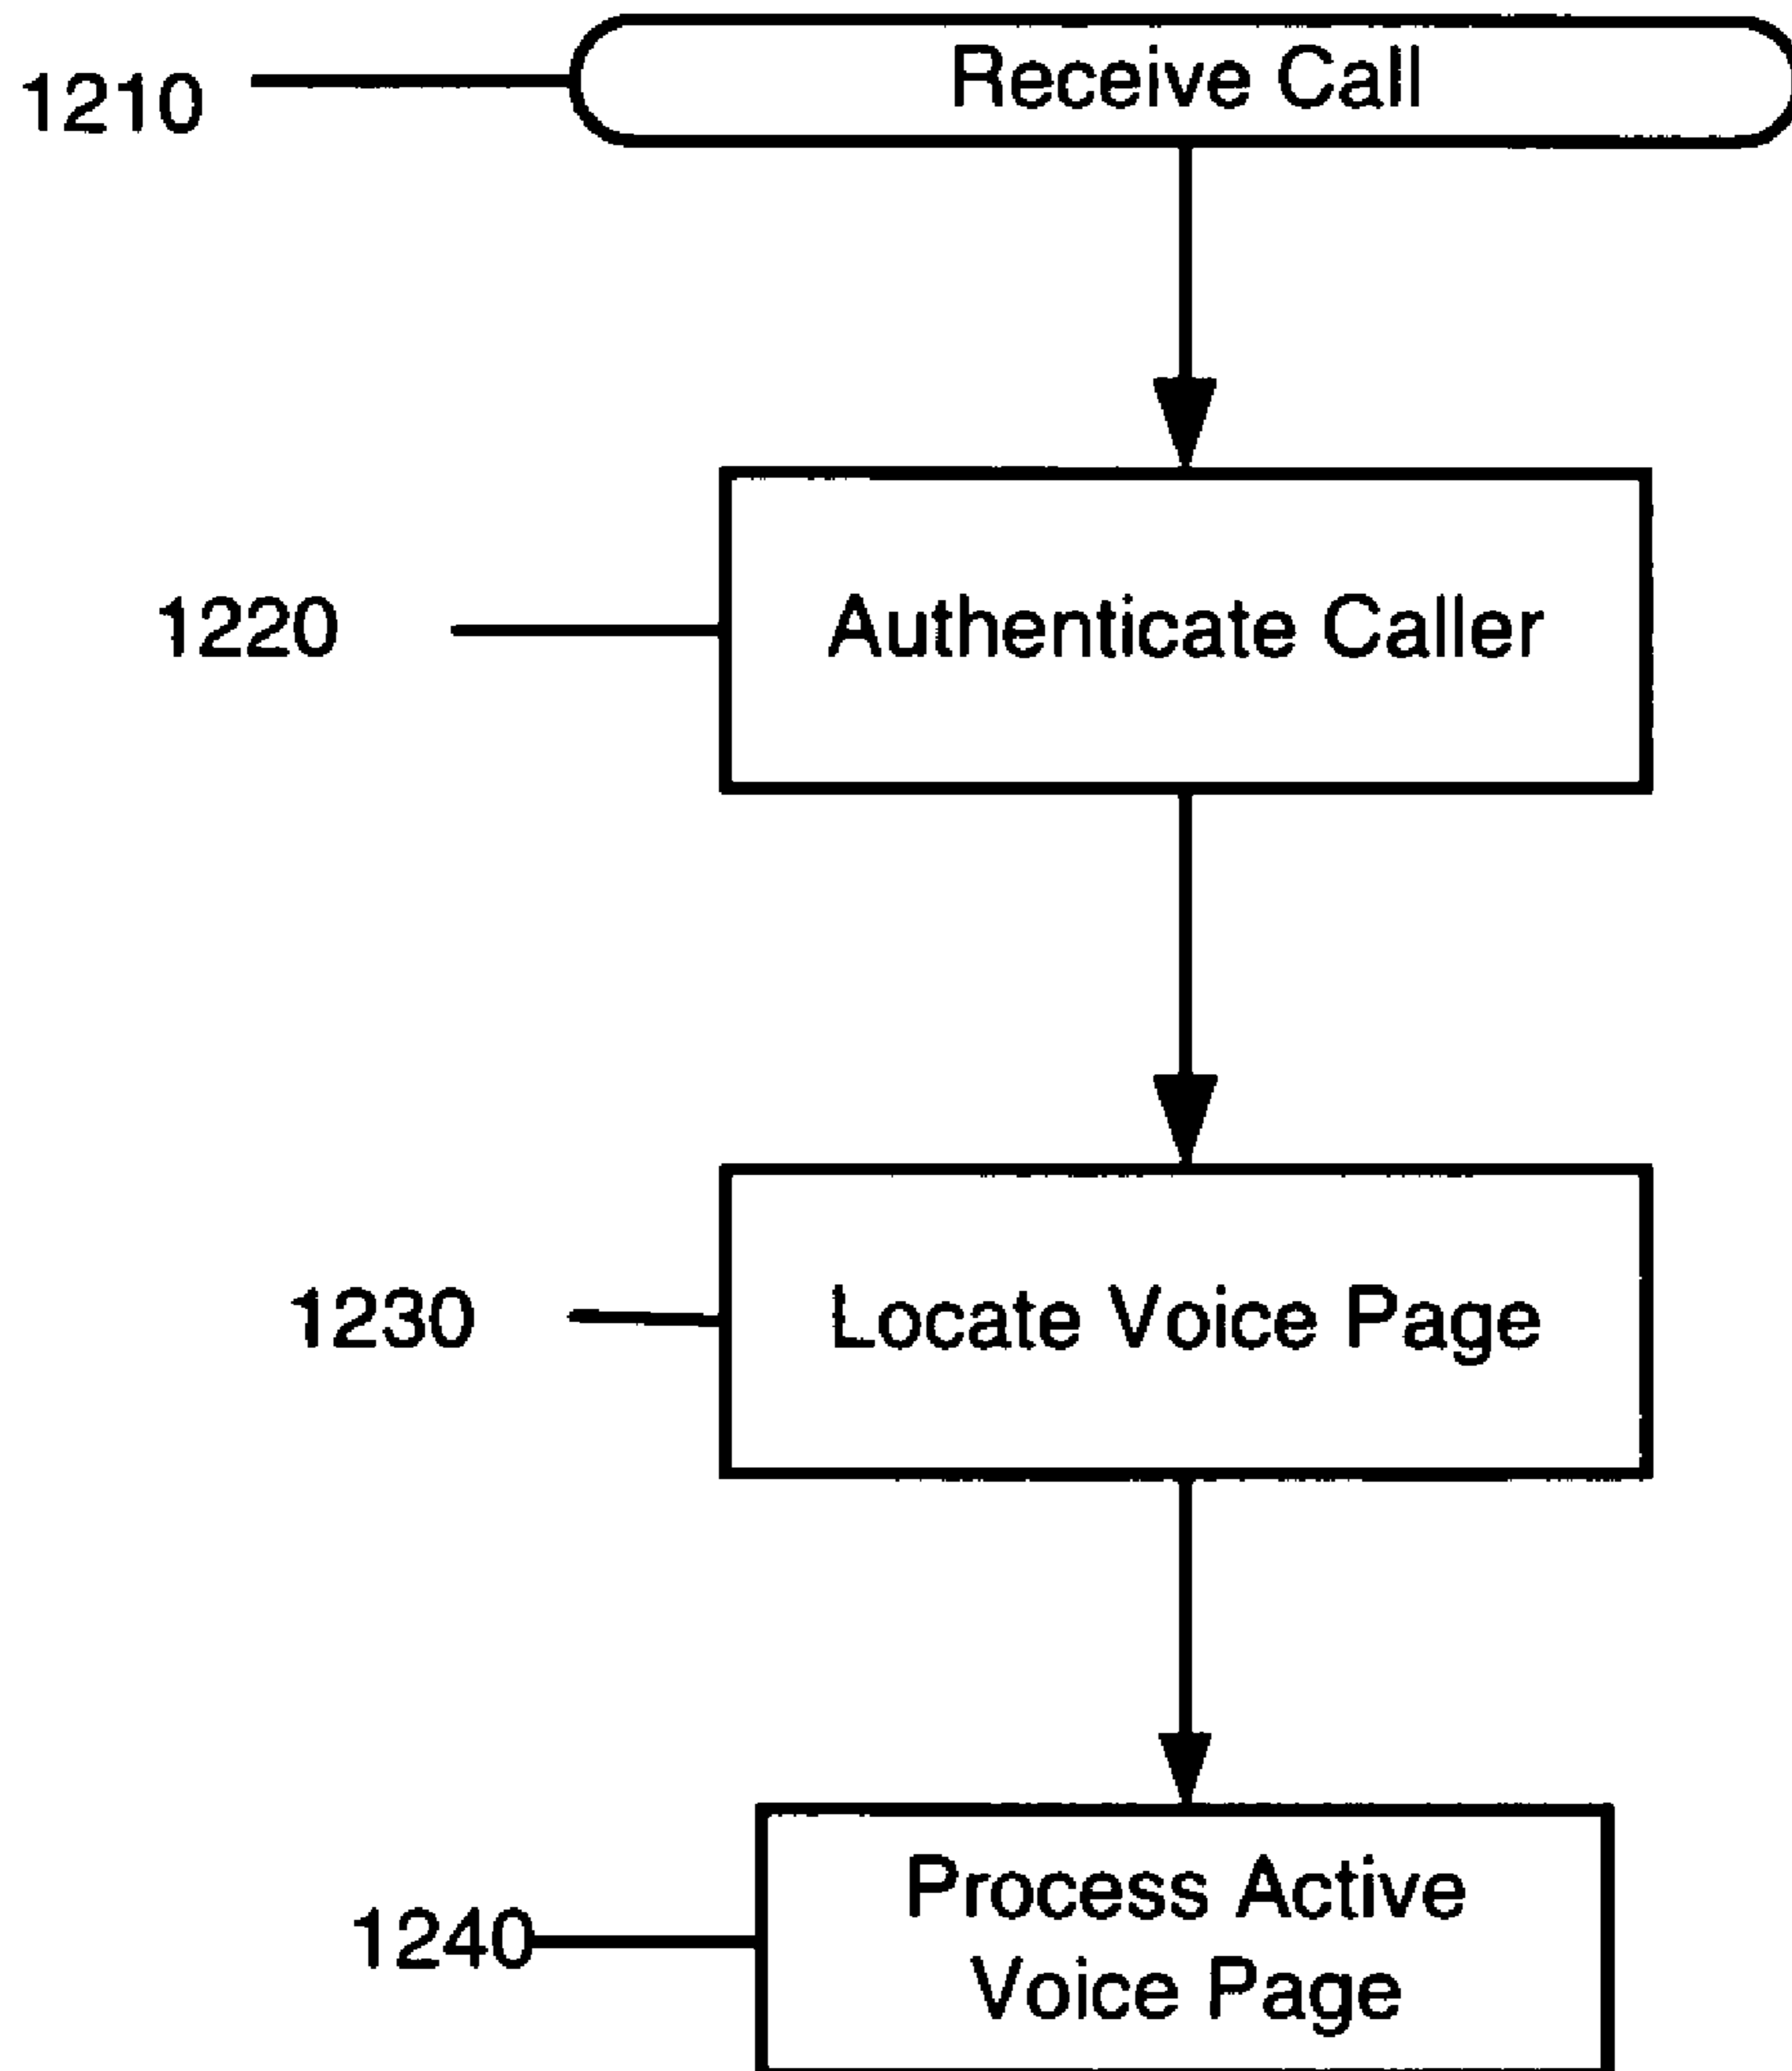 1210
Receive Call
1220
Authenticate Caller
1230
Locate Voice Page
1240
Process Active
Voice Page